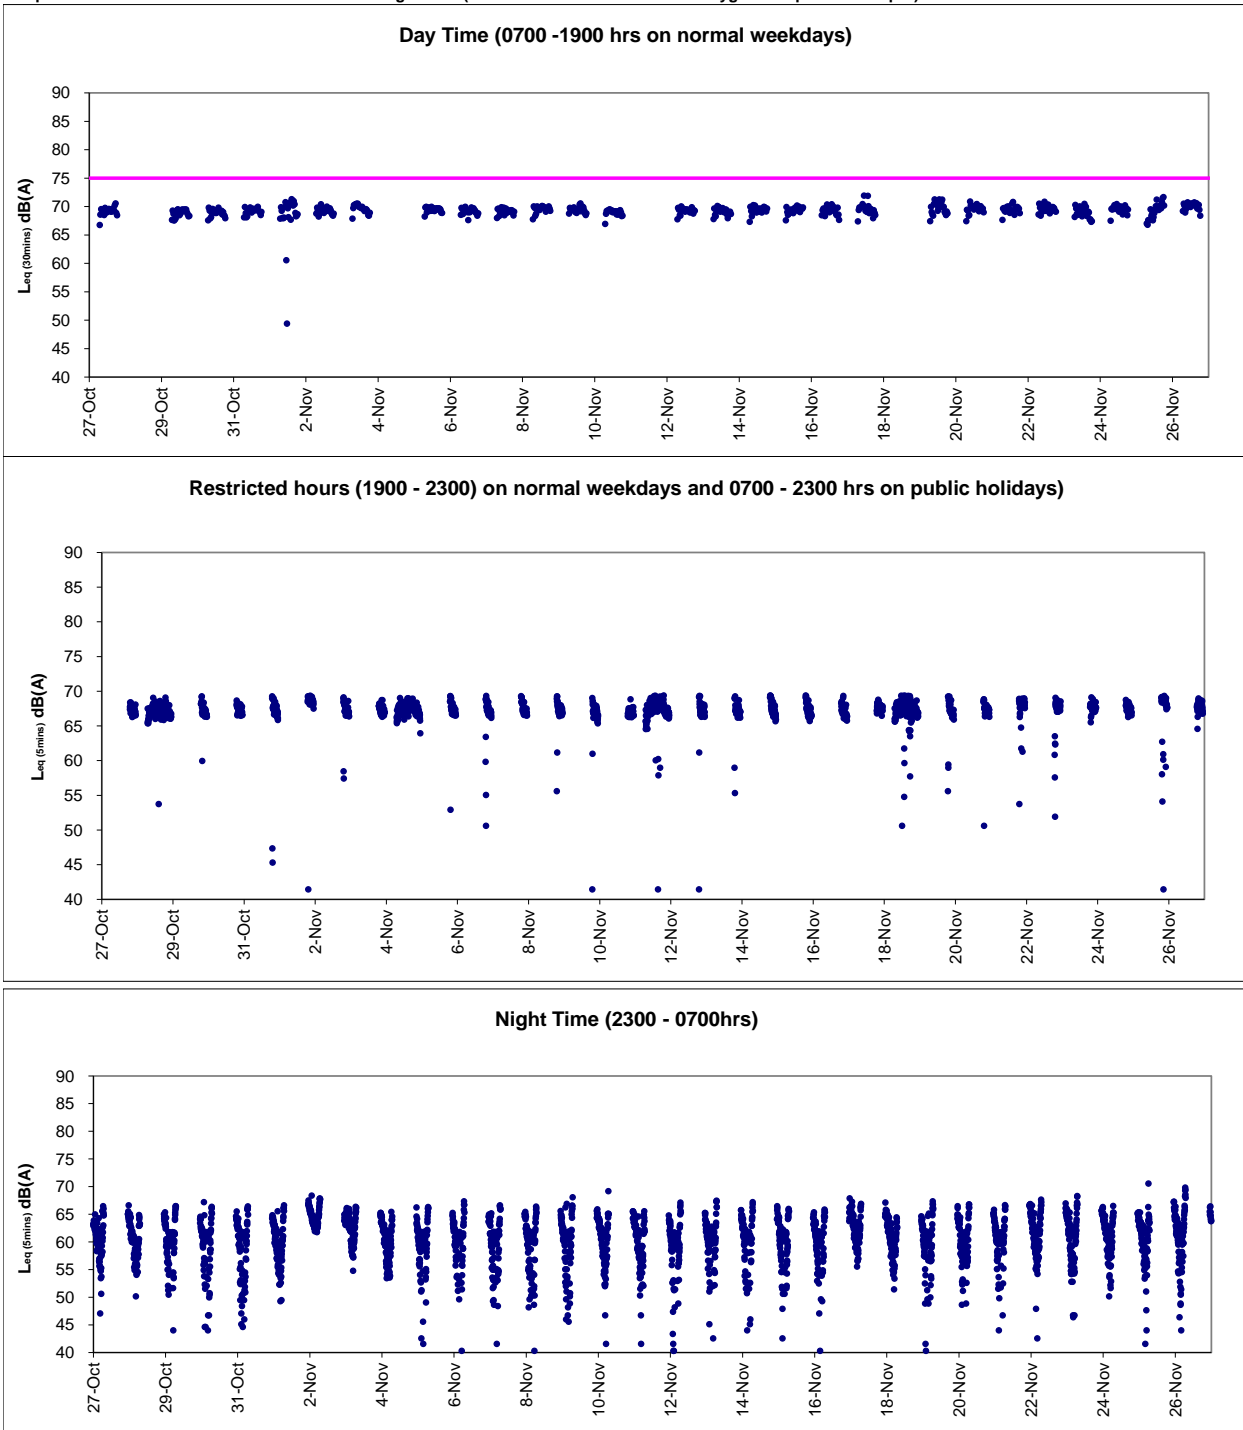 Day Time (0700 -1900 hrs on normal weekdays)
90
85
80
75
70
65
60
55
50
45
40
Leq (30mins) dB(A)
27-Oct
29-Oct
31-Oct
2-Nov
4-Nov
6-Nov
8-Nov
10-Nov
12-Nov
14-Nov
16-Nov
18-Nov
20-Nov
22-Nov
24-Nov
26-Nov
Restricted hours (1900 - 2300) on normal weekdays and 0700 - 2300 hrs on public holidays)
90
85
80
75
70
65
60
55
50
45
40
Leq (5mins) dB(A)
27-Oct
29-Oct
31-Oct
2-Nov
4-Nov
6-Nov
8-Nov
10-Nov
12-Nov
14-Nov
16-Nov
18-Nov
20-Nov
22-Nov
24-Nov
26-Nov
Night Time (2300 - 0700hrs)
90
85
80
75
70
65
60
55
50
45
40
Leq (5mins) dB(A)
27-Oct
29-Oct
31-Oct
2-Nov
4-Nov
6-Nov
8-Nov
10-Nov
12-Nov
14-Nov
16-Nov
18-Nov
20-Nov
22-Nov
24-Nov
26-Nov